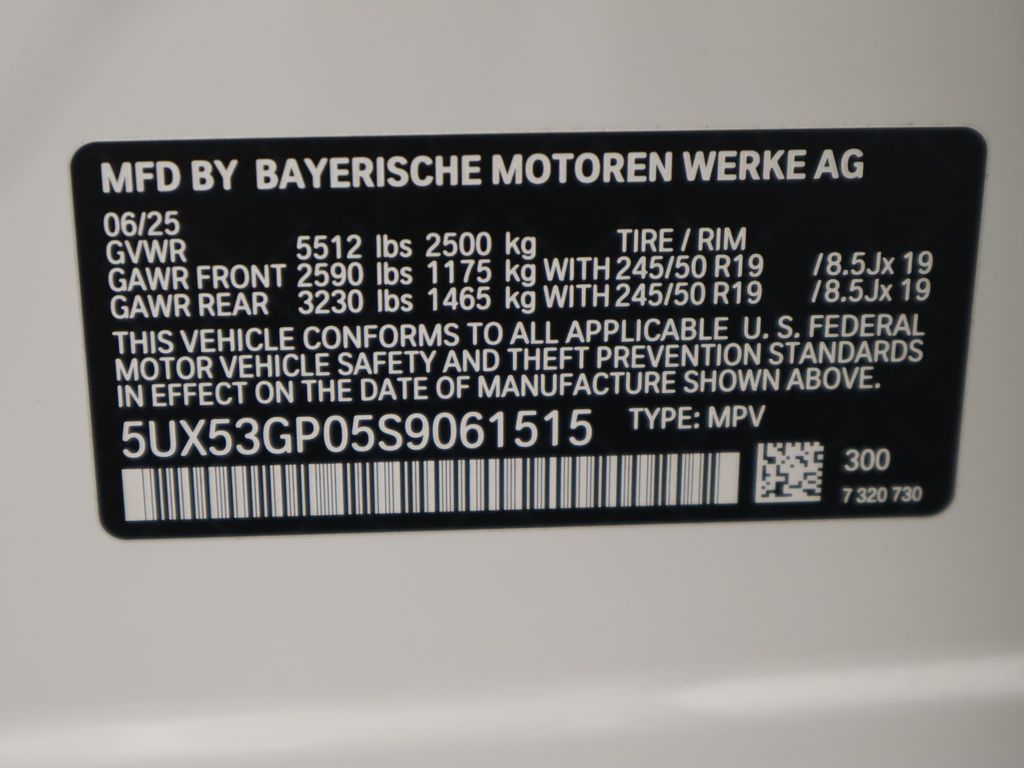 MFD BY BAYERISCHE MOTOREN WERKE AG
06/25
GVWR 5512 lbs 2500 kg TIRE / RIM
GAWR FRONT 2590 lbs 1175 kg WITH 245/50 R19 /8.5Jx 19
GAWR REAR 3230 lbs 1465 kg WITH 245/50 R19 /8.5Jx 19
THIS VEHICLE CONFORMS TO ALL APPLICABLE U. S. FEDERAL
MOTOR VEHICLE SAFETY AND THEFT PREVENTION STANDARDS
IN EFFECT ON THE DATE OF MANUFACTURE SHOWN ABOVE.
5UX53GP05S9061515 TYPE: MPV
300
7 320 730